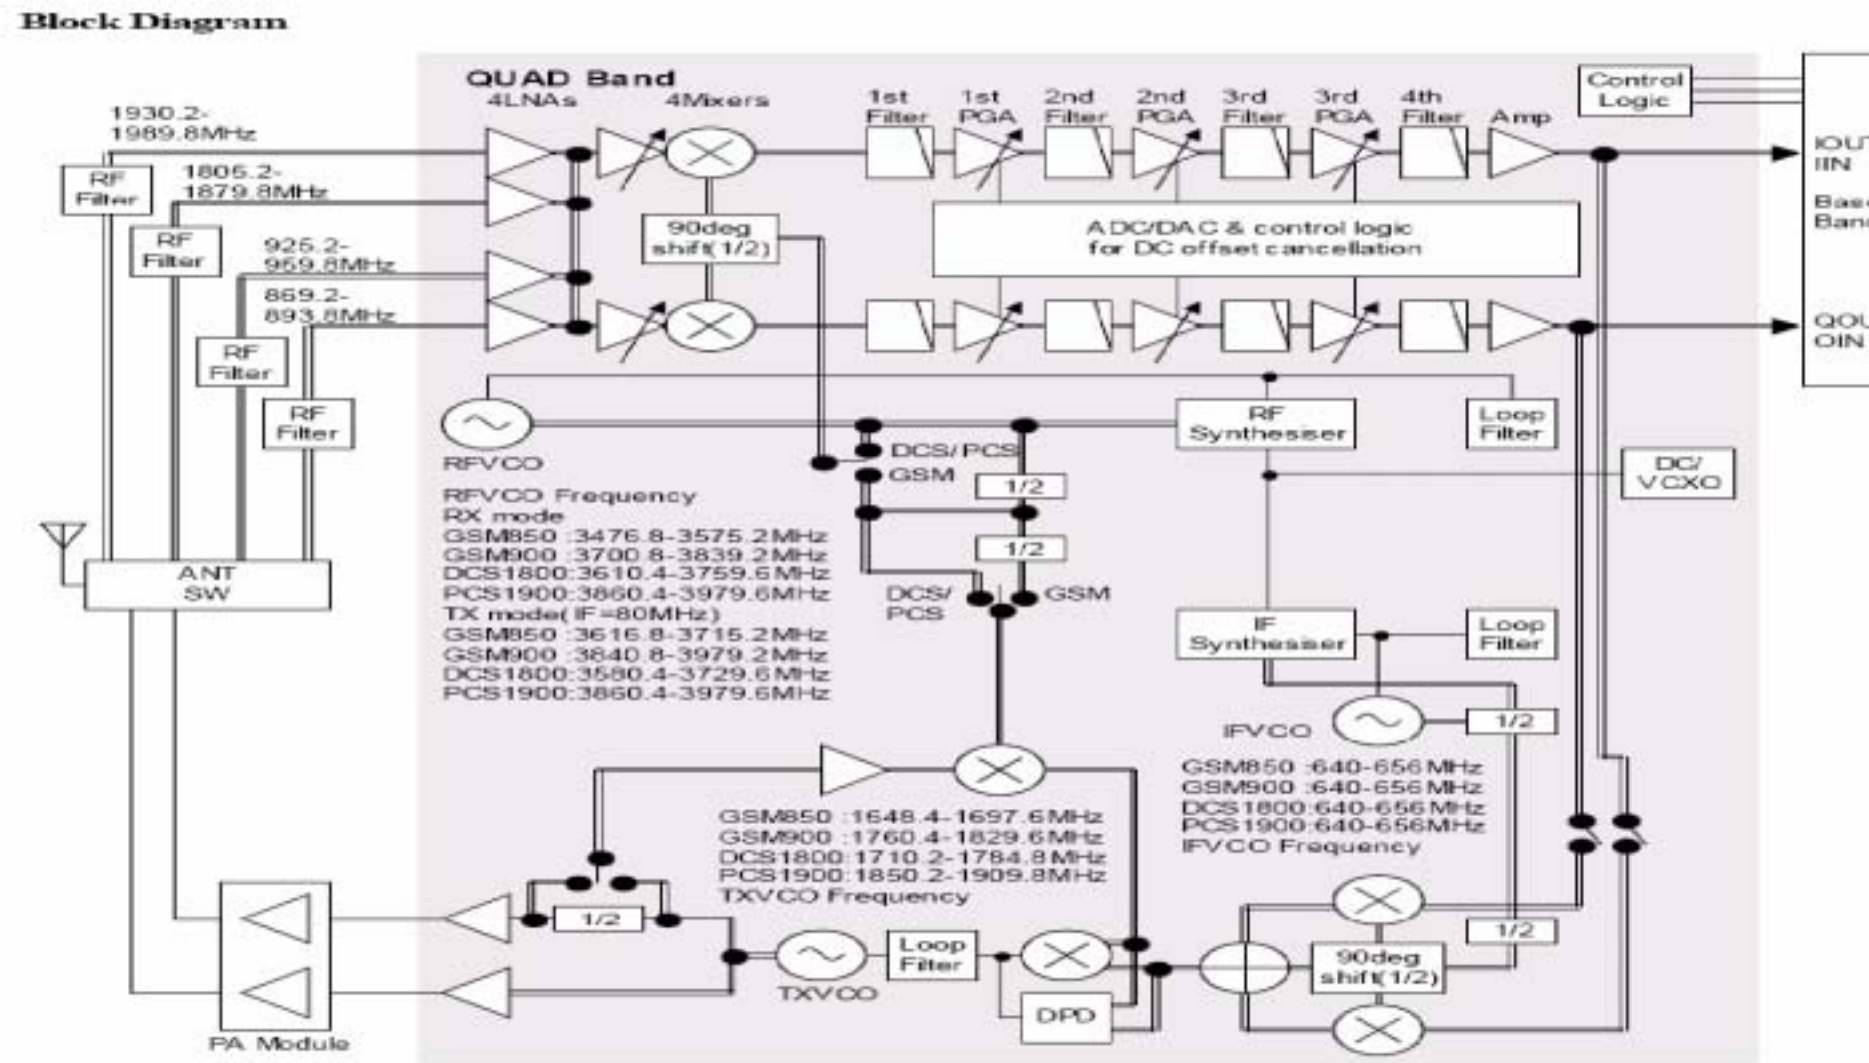 Block Diagram
QUAD Band
4LNAs
4Mixers
1st
Filter
1st
PGA
2nd
Filter
2nd
PGA
3rd
Filter
3rd
PGA
4th
Filter
Amp
Control
Logic
1930.2-
1989.8MHz
RF
Filter
1805.2-
1879.8MHz
RF
Filter
925.2-
959.8MHz
RF
Filter
869.2-
893.8MHz
RF
Filter
90deg
shift(1/2)
ADC/DAC & control logic
for DC offset cancellation
IOUT
IIN
Base
Band
QOU
QIN
RFVCO
DCS/PCS
GSM
1/2
1/2
DCS/
PCS
GSM
RF
Synthesiser
Loop
Filter
VCXO
RFVCO Frequency
RX mode
GSM850 :3476.8-3575.2MHz
GSM900 :3700.8-3839.2MHz
DCS1800:3610.4-3759.6MHz
PCS1900:3860.4-3979.6MHz
TX mode(IF=80MHz)
GSM850 :3616.8-3715.2MHz
GSM900 :3840.8-3979.2MHz
DCS1800:3580.4-3729.6MHz
PCS1900:3860.4-3979.6MHz
ANT
SW
IF
Synthesiser
Loop
Filter
IFVCO
1/2
GSM850 :640-656MHz
GSM900 :640-656MHz
DCS1800:640-656MHz
PCS1900:640-656MHz
IFVCO Frequency
GSM850 :1648.4-1697.6MHz
GSM900 :1760.4-1829.6MHz
DCS1800:1710.2-1784.8MHz
PCS1900:1850.2-1909.8MHz
TXVCO Frequency
1/2
TXVCO
Loop
Filter
DPD
90deg
shift(1/2)
1/2
PA Module